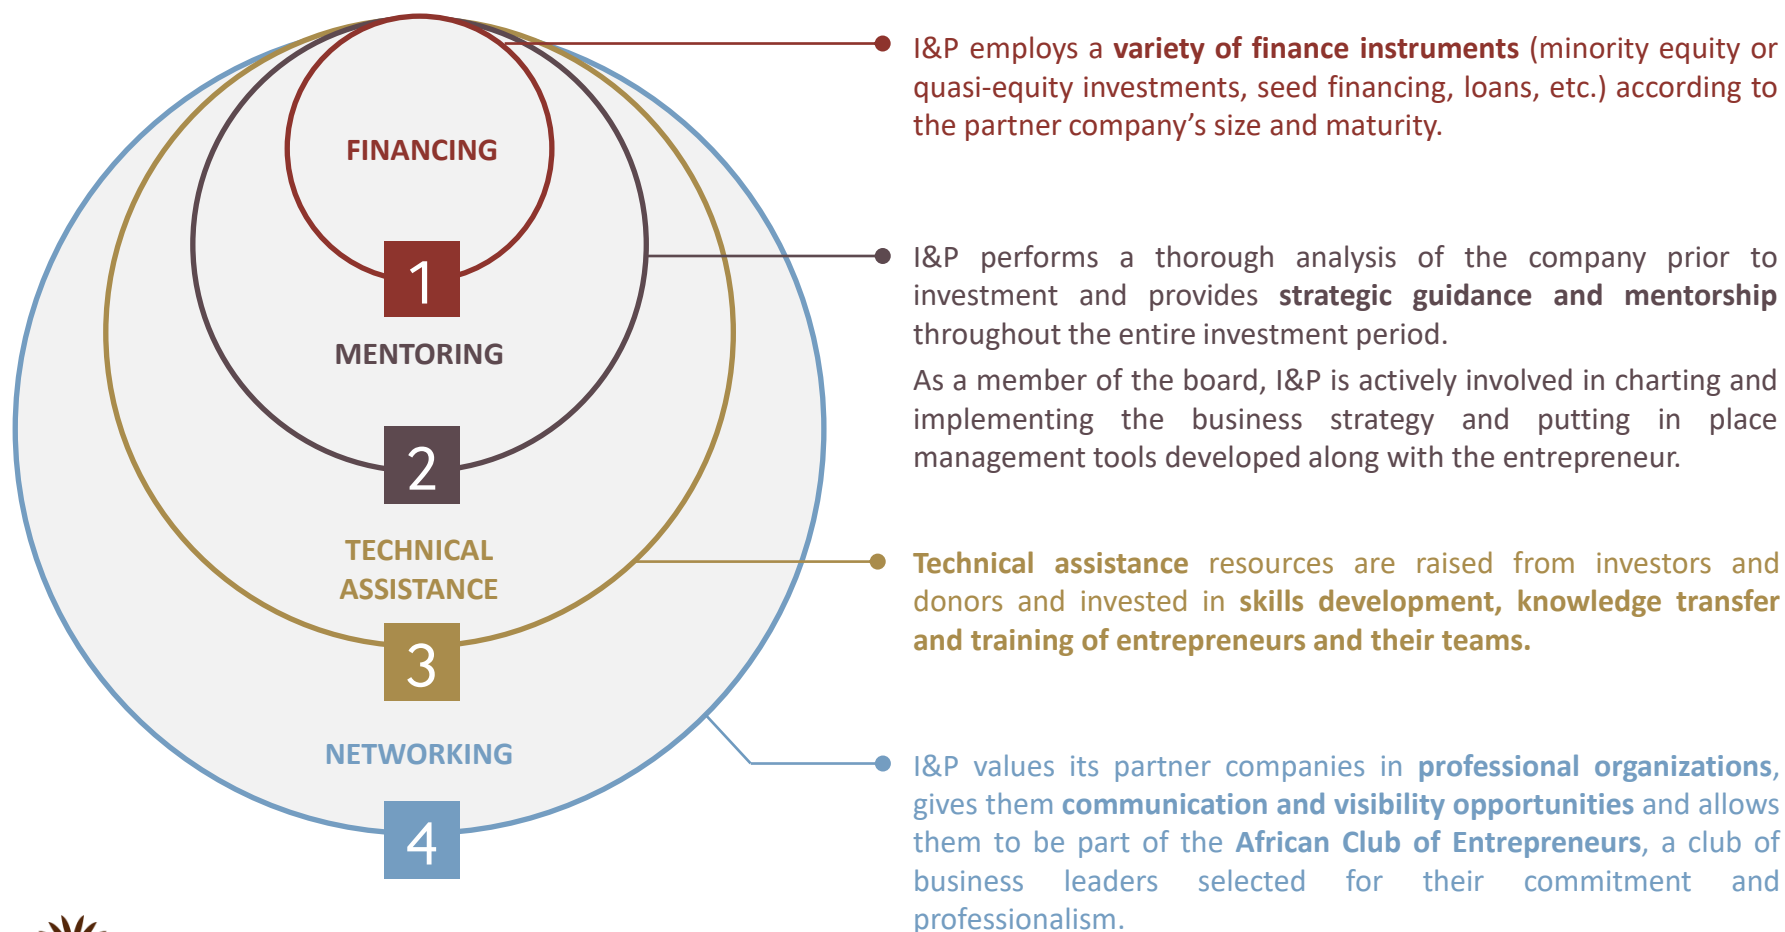 FINANCING
1
MENTORING
2
TECHNICAL
ASSISTANCE
3
NETWORKING
4
I&P employs a variety of finance instruments (minority equity or
quasi-equity investments, seed financing, loans, etc.) according to
the partner company’s size and maturity.
I&P performs a thorough analysis of the company prior to
investment and provides strategic guidance and mentorship
throughout the entire investment period.
As a member of the board, I&P is actively involved in charting and
implementing the business strategy and putting in place
management tools developed along with the entrepreneur.
Technical assistance resources are raised from investors and
donors and invested in skills development, knowledge transfer
and training of entrepreneurs and their teams.
I&P values its partner companies in professional organizations,
gives them communication and visibility opportunities and allows
them to be part of the African Club of Entrepreneurs, a club of
business leaders selected for their commitment and
professionalism.